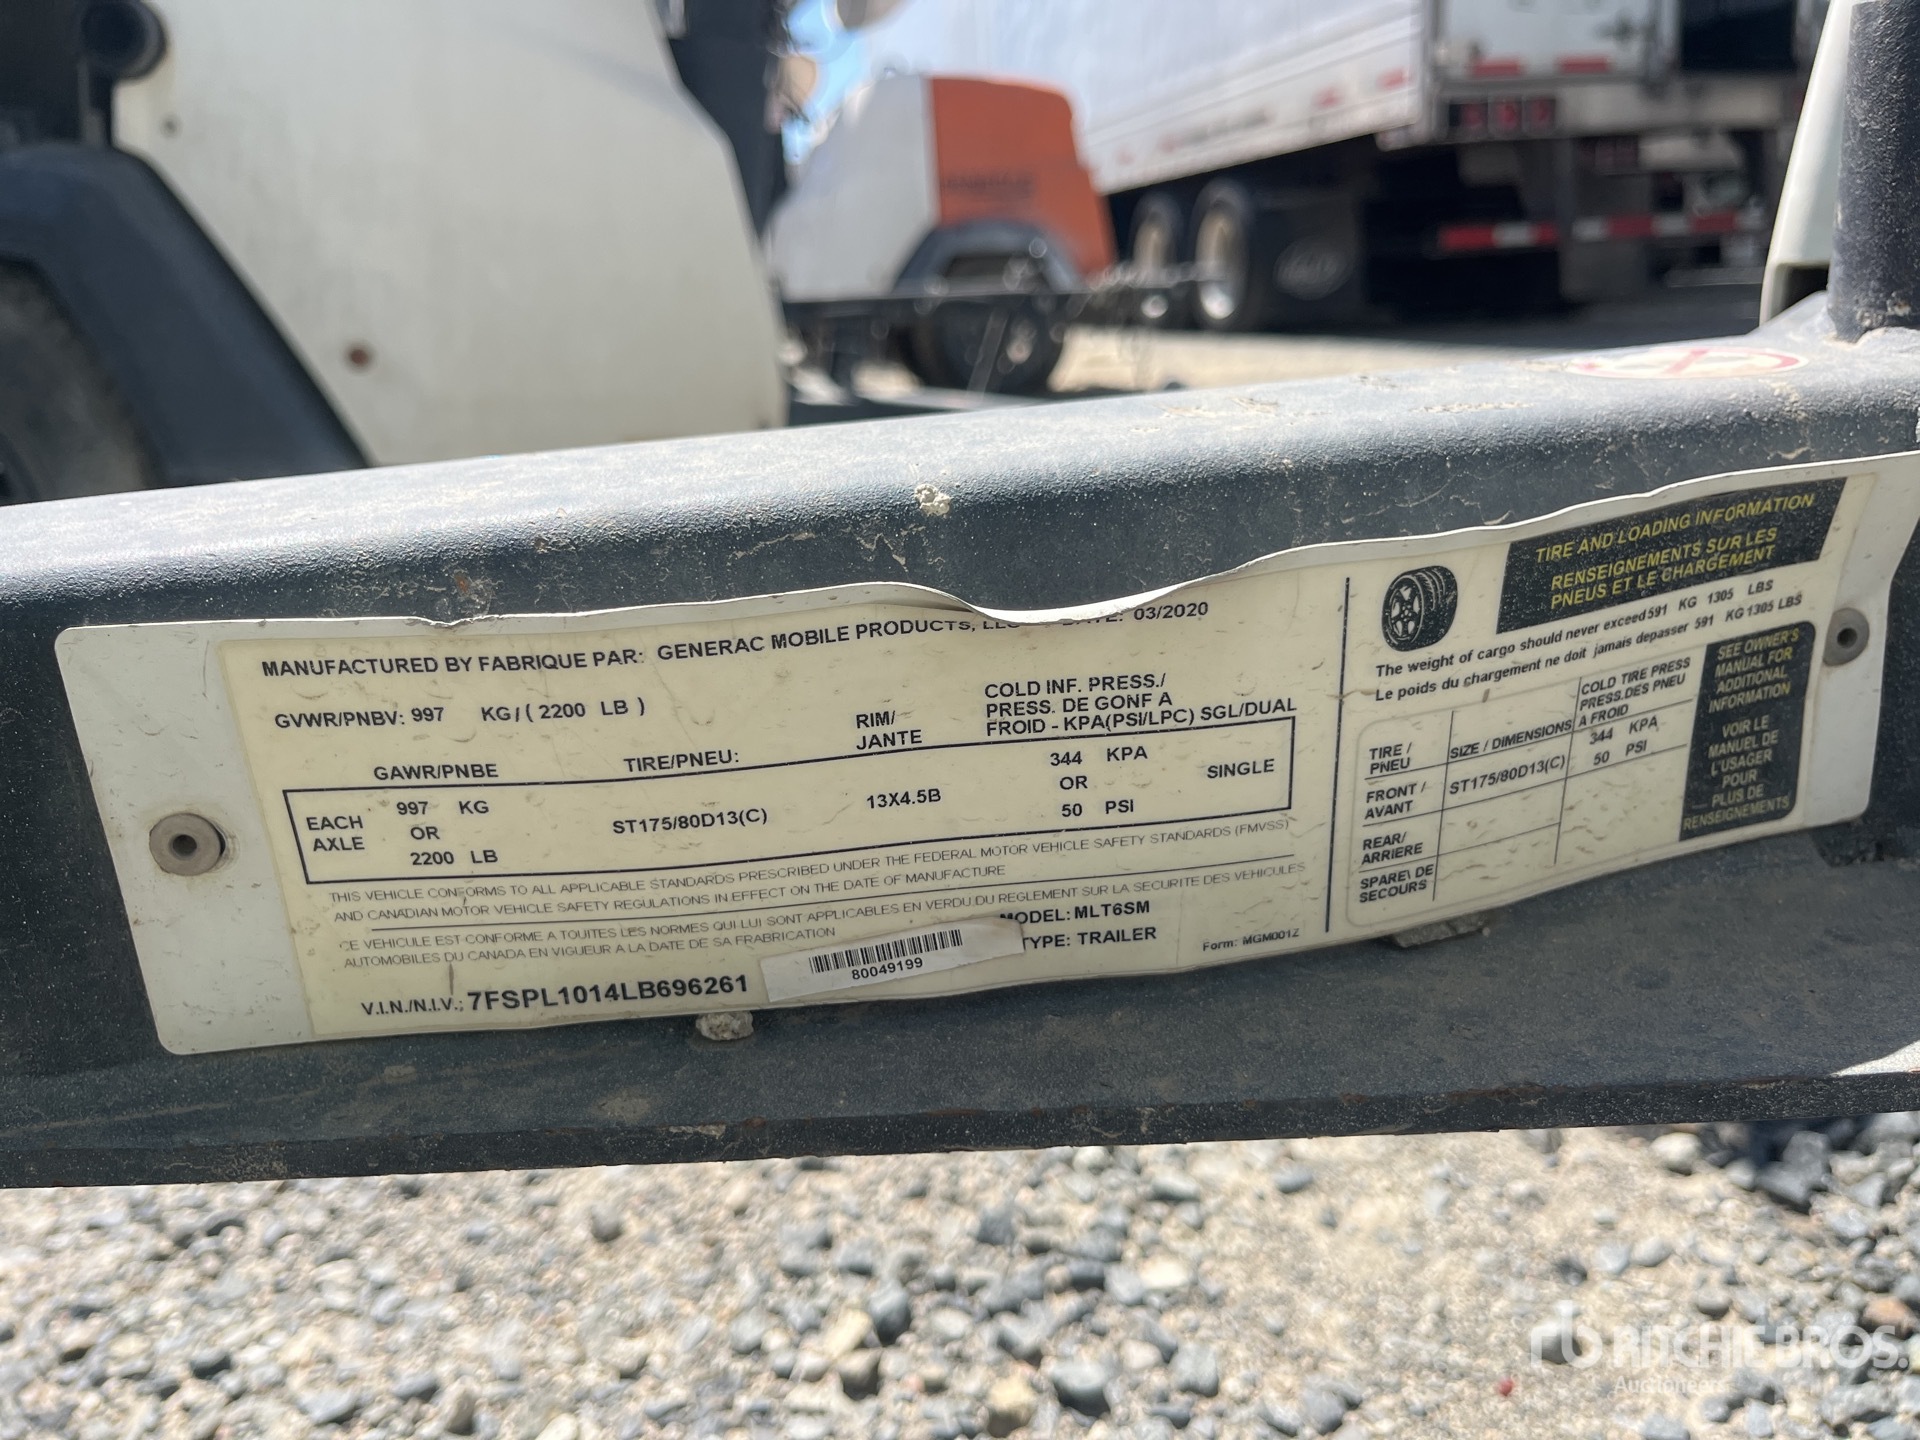 MANUFACTURED BY FABRIQUE PAR: GENERAC MOBILE PRODUCTS, DATE: 03/2020
GVWR/PNBV: 997 KG/( 2200 LB )
RIM/
JANTE
COLD INF. PRESS./
PRESS. DE GONF A
FROID - KPA(PSI/LPC) SGL/DUAL
GAWR/PNBE
TIRE/PNEU:
EACH
AXLE
997 KG
OR
2200 LB
ST175/80D13(C)
13X4.5B
344 KPA
OR
50 PSI
SINGLE
THIS VEHICLE CONFORMS TO ALL APPLICABLE STANDARDS PRESCRIBED UNDER THE FEDERAL MOTOR VEHICLE SAFETY STANDARDS (FMVSS)
AND CANADIAN MOTOR VEHICLE SAFETY REGULATIONS IN EFFECT ON THE DATE OF MANUFACTURE
CE VEHICULE EST CONFORME A TOUITES LES NORMES QUI LUI SONT APPLICABLES EN VERDU DU REGLEMENT SUR LA SECURITE DES VEHICULES
AUTOMOBILES DU CANADA EN VIGUEUR A LA DATE DE SA FRABRICATION
MODEL: MLT6SM
TYPE: TRAILER
80049199
V.I.N./N.I.V.: 7FSPL1014LB696261
Form: MGM001Z
TIRE AND LOADING INFORMATION
RENSEIGNEMENTS SUR LES
PNEUS ET LE CHARGEMENT
The weight of cargo should never exceed 591 KG 1305 LBS
Le poids du chargement ne doit jamais depasser 591 KG 1305 LBS
TIRE /
PNEU
SIZE / DIMENSIONS
COLD TIRE PRESS
PRESS.DES PNEU
A FROID
FRONT /
AVANT
ST175/80D13(C)
344 KPA
50 PSI
REAR/
ARRIERE
SPARE\ DE
SECOURS
SEE OWNER'S
MANUAL FOR
ADDITIONAL
INFORMATION
VOIR LE
MANUEL DE
L'USAGER
POUR
PLUS DE
RENSEIGNEMENTS
rb RITCHIE BROS.
Auctioneers